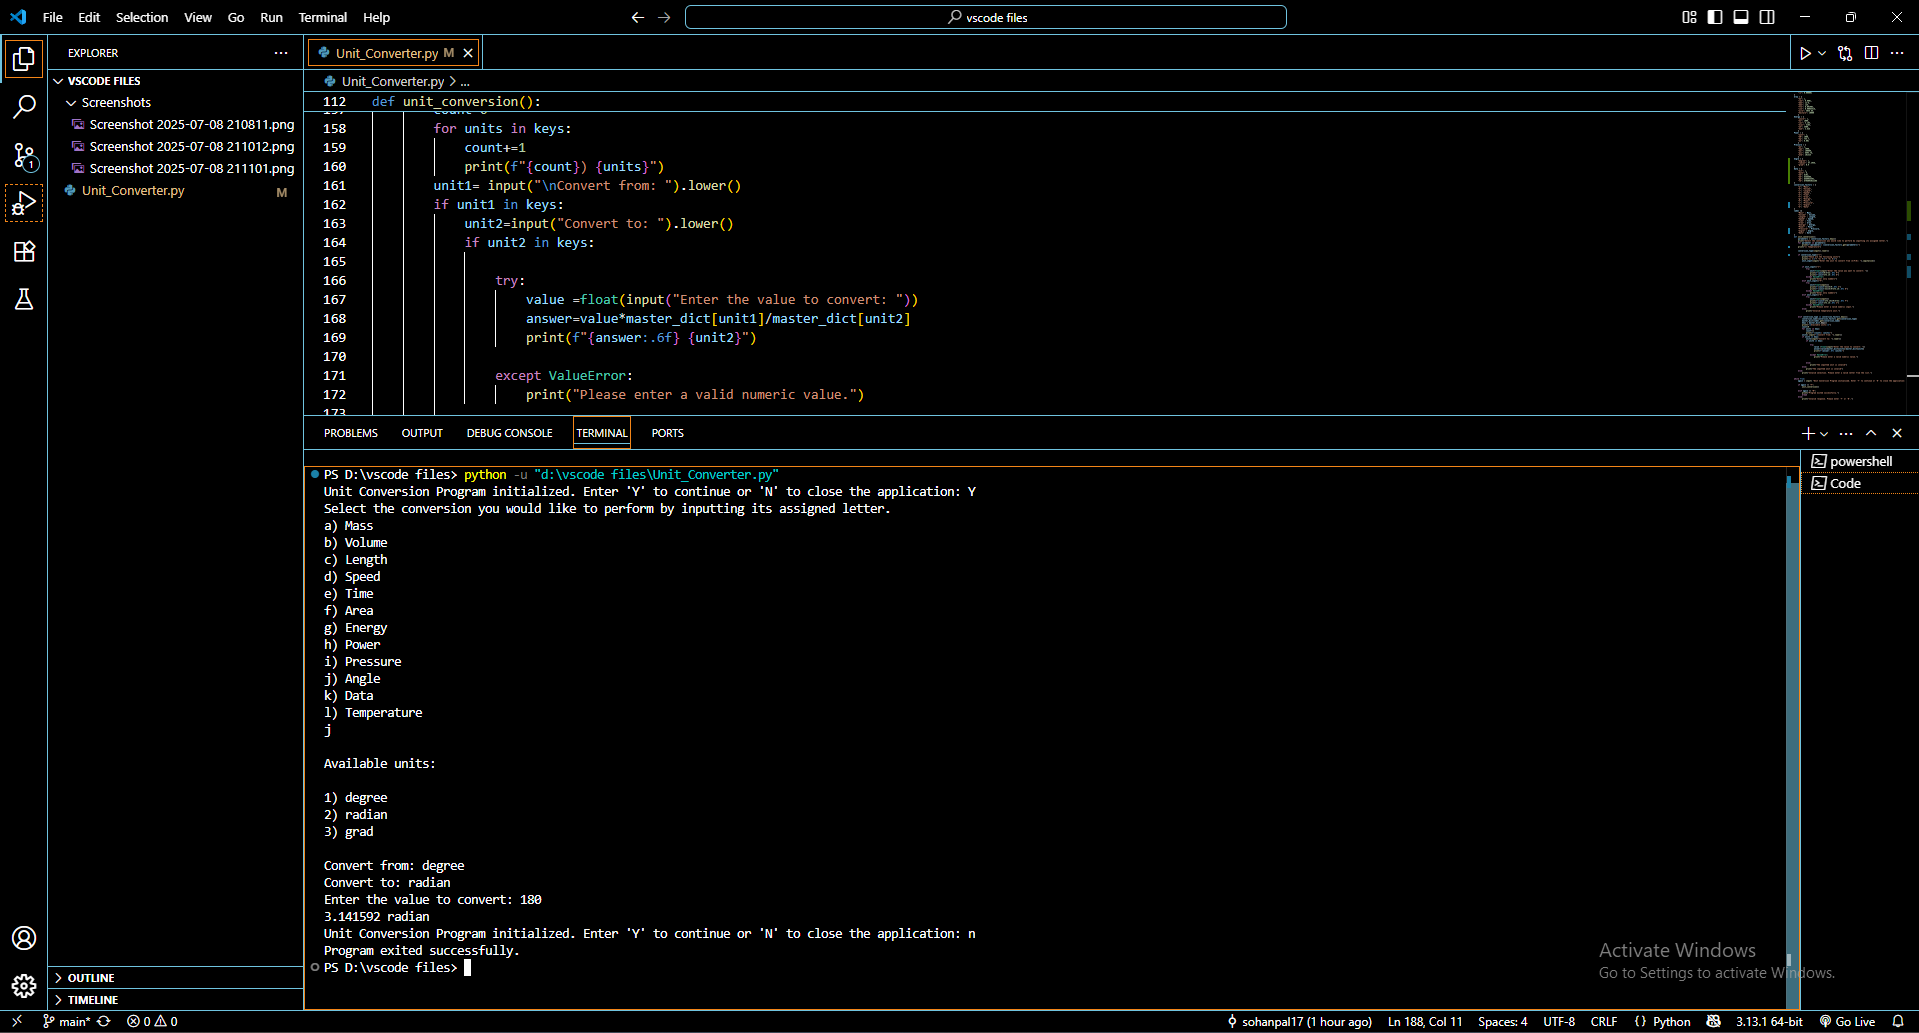 File Edit Selection View Go Run Terminal Help
vscode files
EXPLORER
VSCODE FILES
Screenshots
Screenshot 2025-07-08 210811.png
Screenshot 2025-07-08 211012.png
Screenshot 2025-07-08 211101.png
Unit_Converter.py M
OUTLINE
TIMELINE
Unit_Converter.py M
Unit_Converter.py > ...
112 def unit_conversion():
158 for units in keys:
159 count+=1
160 print(f"{count}) {units}")
161 unit1= input("\nConvert from: ").lower()
162 if unit1 in keys:
163 unit2=input("Convert to: ").lower()
164 if unit2 in keys:
165
166 try:
167 value =float(input("Enter the value to convert: "))
168 answer=value*master_dict[unit1]/master_dict[unit2]
169 print(f"{answer:.6f} {unit2}")
170
171 except ValueError:
172 print("Please enter a valid numeric value.")
173
PROBLEMS OUTPUT DEBUG CONSOLE TERMINAL PORTS
powershell
Code
PS D:\vscode files> python -u "d:\vscode files\Unit_Converter.py"
Unit Conversion Program initialized. Enter 'Y' to continue or 'N' to close the application: Y
Select the conversion you would like to perform by inputting its assigned letter.
a) Mass
b) Volume
c) Length
d) Speed
e) Time
f) Area
g) Energy
h) Power
i) Pressure
j) Angle
k) Data
l) Temperature
j
Available units:
1) degree
2) radian
3) grad
Convert from: degree
Convert to: radian
Enter the value to convert: 180
3.141592 radian
Unit Conversion Program initialized. Enter 'Y' to continue or 'N' to close the application: n
Program exited successfully.
PS D:\vscode files>
Activate Windows
Go to Settings to activate Windows.
1
main* 0 0
sohanpal17 (1 hour ago) Ln 188, Col 11 Spaces: 4 UTF-8 CRLF {} Python 3.13.1 64-bit Go Live